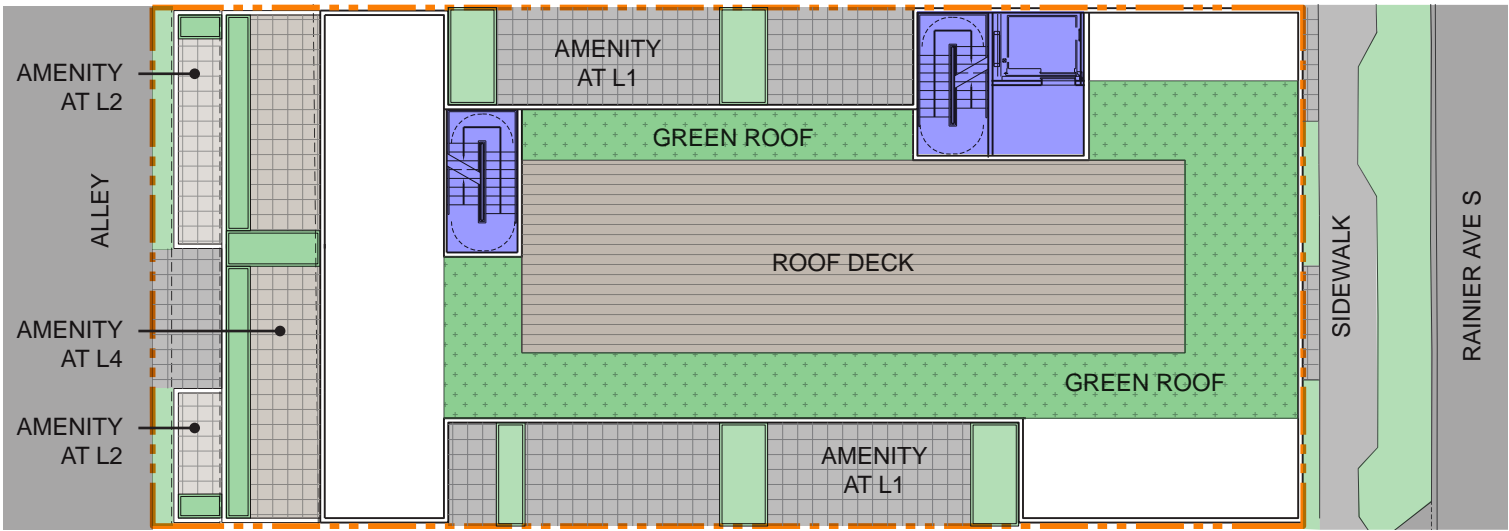 AMENITY
AT L2
ALLEY
AMENITY
AT L4
AMENITY
AT L2
AMENITY
AT L1
GREEN ROOF
ROOF DECK
GREEN ROOF
AMENITY
AT L1
SIDEWALK
RAINIER AVE S